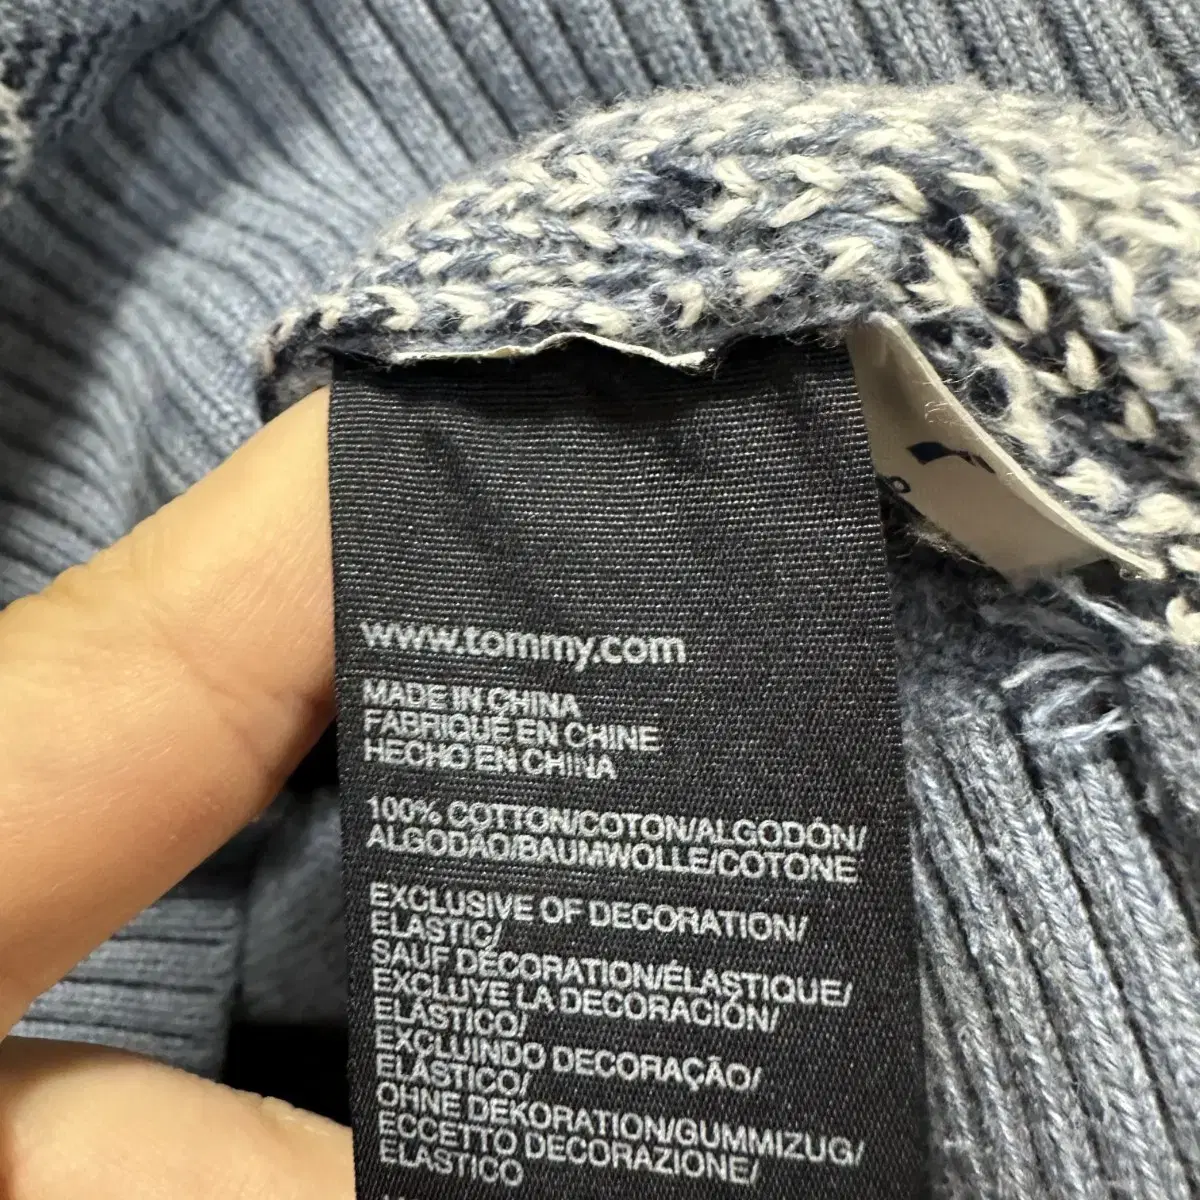 www.tommy.com
MADE IN CHINA
FABRIQUÉ EN CHINE
HECHO EN CHINA
100% COTTON/COTON/ALGODÓN/
ALGODAO/BAUMWOLLE/COTONE
EXCLUSIVE OF DECORATION/
ELASTIC/
SAUF DÉCORATION/ÉLASTIQUE/
EXCLUYE LA DECORACIÓN/
ELÁSTICO/
EXCLUINDO DECORAÇÃO/
ELÁSTICO/
OHNE DEKORATION/GUMMIZUG/
ECCETTO DECORAZIONE/
ELASTICO